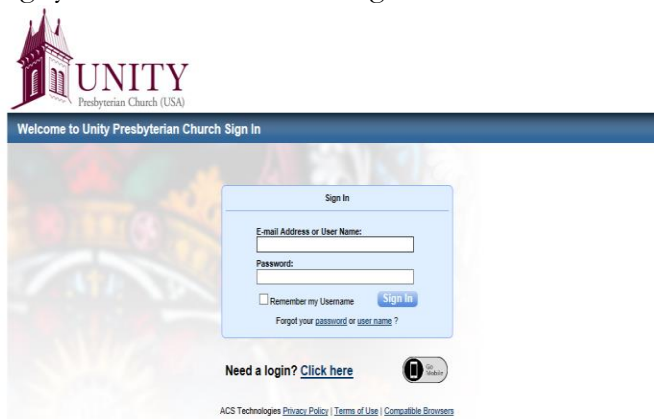 UNITY
Presbyterian Church (USA)
Welcome to Unity Presbyterian Church Sign In
Sign In
E-mail Address or User Name:
Password:
Remember my Username Sign In
Forgot your password or user name ?
Need a login? Click here
Go
Mobile
ACS Technologies Privacy Policy | Terms of Use | Compatible Browsers